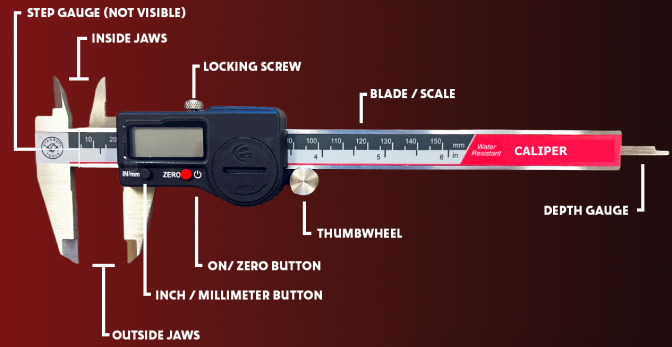 STEP GAUGE (NOT VISIBLE)
INSIDE JAWS
LOCKING SCREW
BLADE / SCALE
10 20
90 100 110 120 130 140 150 mm
4 5 6 in
Water
Resistant
CALIPER
IN/mm ZERO
DEPTH GAUGE
THUMBWHEEL
ON/ ZERO BUTTON
INCH / MILLIMETER BUTTON
OUTSIDE JAWS